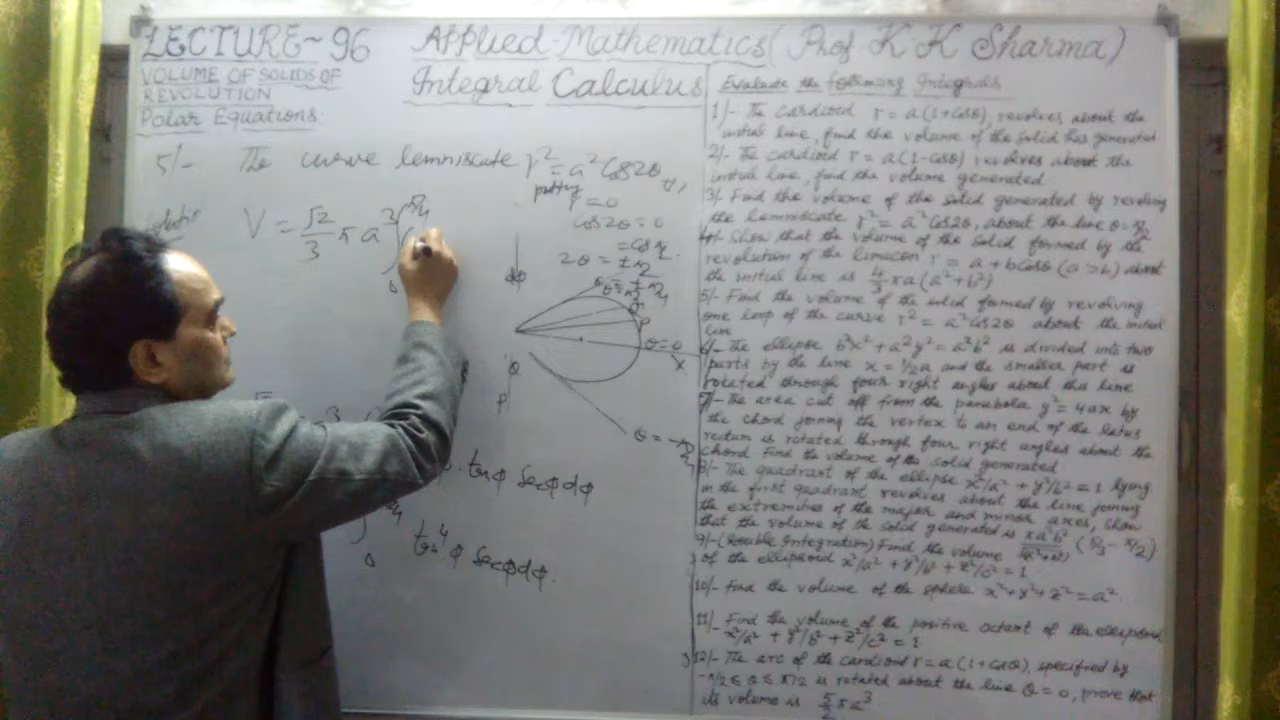 LECTURE~96 Applied-Mathematics (Prof K K Sharma)
Integral Calculus
VOLUME OF SOLIDS OF
REVOLUTION
Polar Equations:
5/- The curve lemniscate r²=a²Cos2θ
putting
r=0
Cos2θ=0
2θ = ±π/2
V = √2/3 π a³ ∫
0
θ=0
X
P
θ = -π/4
tanφ Secφdφ
0
tan⁴φ Secφdφ.
Evaluate the following Integrals
1/- The cardioid r=a(1+Cosθ), revolves about the
initial line, find the volume of the solid has generated
2/- The cardioid r=a(1-cosθ) revolves about the
initial line, find the volume generated
3/- Find the volume of the solid generated by revolving
the lemniscate r²=a²Cos2θ, about the line θ=π/2
4/- Show that the volume of the solid formed by the
revolution of the limacon r = a+bCosθ (a>b) about
the initial line is 4/3 πa(a²+b²)
5/- Find the volume of the solid formed by revolving
one loop of the curve r²=a²Cos2θ about the initial
line
6/- The ellipse b²x²+a²y²=a²b² is divided into two
parts by the line x=1/2a and the smaller part is
rotated through four right angles about this line
7/- The area cut off from the parabola y²=4ax by
the chord joining the vertex to an end of the latus
rectum is rotated through four right angles about the
chord Find the volume of the solid generated
8/- The quadrant of the ellipse x²/a²+y²/b²=1 lying
in the first quadrant revolves about the line joining
the extremities of the major and minor axes, show
that the volume of the solid generated is
9/- (Double Integration) Find the volume
of the ellipsoid x²/a²+y²/b²+z²/c²=1
10/- Find the volume of the sphere x²+y²+z²=a²
11/- Find the volume of the positive octant of the ellipsoid
x²/a²+y²/b²+z²/c²=1
12/- The arc of the cardioid r=a(1+Cosθ), specified by
-π/2≤θ≤π/2 is rotated about the line θ=0, prove that
its volume is 5/2 πa³